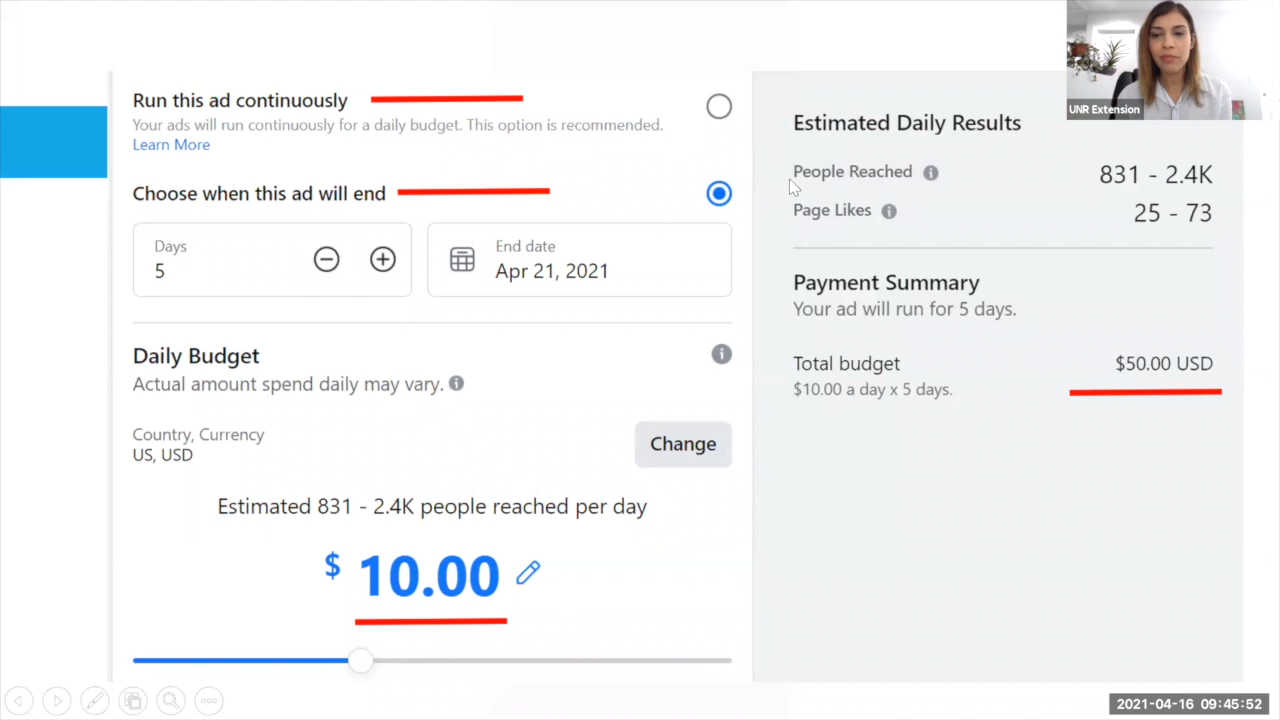 Run this ad continuously
Your ads will run continuously for a daily budget. This option is recommended.
Learn More
Choose when this ad will end
Days
5
End date
Apr 21, 2021
Daily Budget
Actual amount spend daily may vary.
Country, Currency
US, USD
Change
Estimated 831 - 2.4K people reached per day
$ 10.00
UNR Extension
Estimated Daily Results
People Reached 831 - 2.4K
Page Likes 25 - 73
Payment Summary
Your ad will run for 5 days.
Total budget $50.00 USD
$10.00 a day x 5 days.
2021-04-16 09:45:52